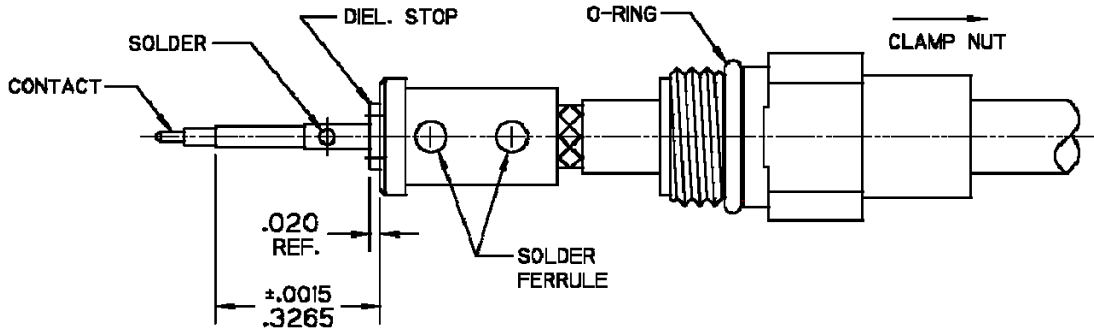 DIEL. STOP
O-RING
CLAMP NUT
SOLDER
CONTACT
.020
REF.
SOLDER
FERRULE
±.0015
.3265